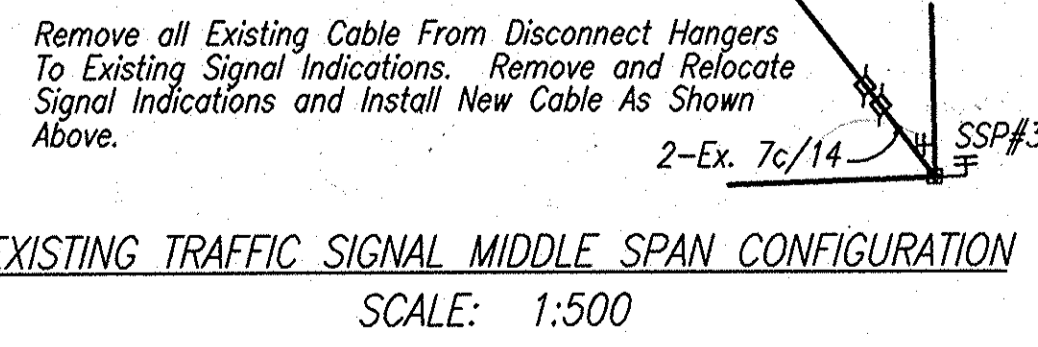 Remove all Existing Cable From Disconnect Hangers
To Existing Signal Indications. Remove and Relocate
Signal Indications and Install New Cable As Shown
Above.
2-Ex. 7c/14
SSP#3
EXISTING TRAFFIC SIGNAL MIDDLE SPAN CONFIGURATION
SCALE: 1:500